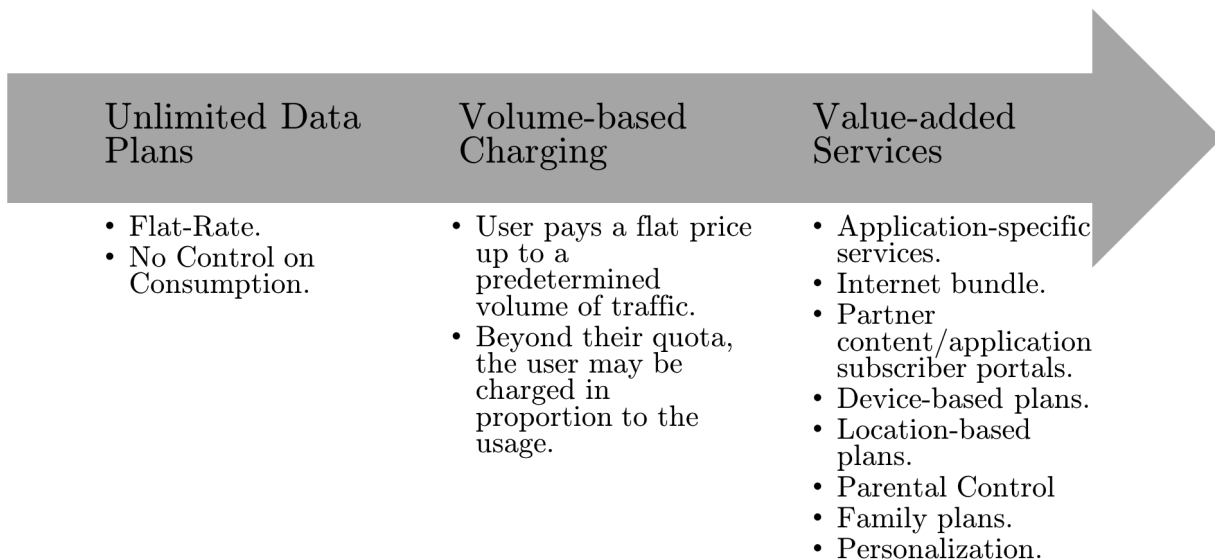 Unlimited Data
Plans
• Flat-Rate.
• No Control on
Consumption.
Volume-based
Charging
• User pays a flat price
up to a
predetermined
volume of traffic.
• Beyond their quota,
the user may be
charged in
proportion to the
usage.
Value-added
Services
• Application-specific
services.
• Internet bundle.
• Partner
content/application
subscriber portals.
• Device-based plans.
• Location-based
plans.
• Parental Control
• Family plans.
• Personalization.